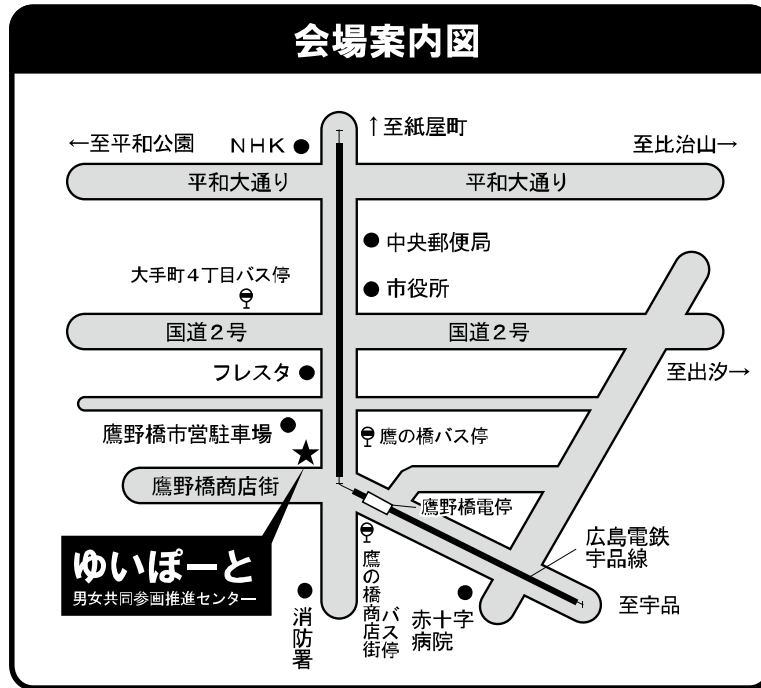 会場案内図
↑至紙屋町
←至平和公園
NHK
至比治山→
平和大通り
平和大通り
中央郵便局
大手町4丁目バス停
市役所
国道2号
国道2号
フレスタ
至出汐→
鷹野橋市営駐車場
鷹の橋バス停
鷹野橋商店街
鷹野橋電停
広島電鉄
宇品線
ゆいぽーと
男女共同参画推進センター
至宇品
消防署
鷹の橋商店街
バス停
赤十字
病院